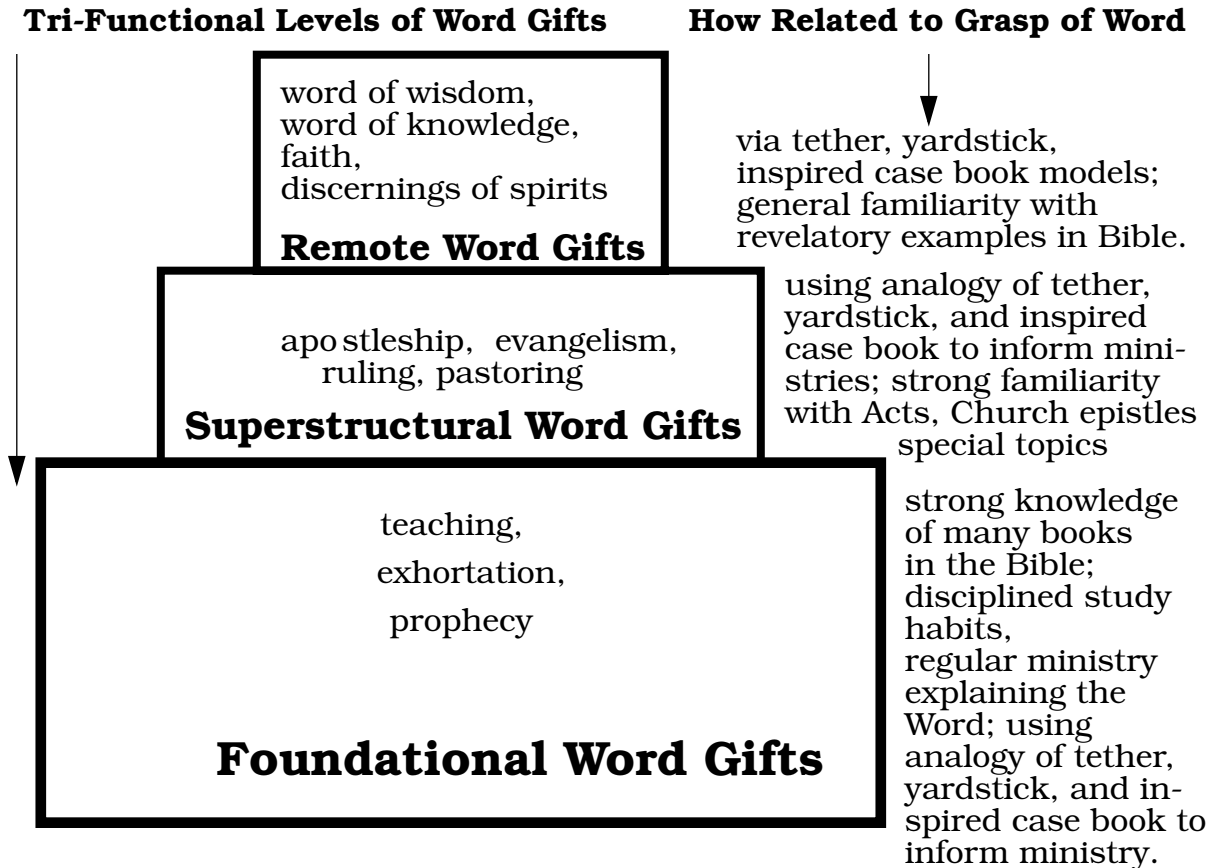 Tri-Functional Levels of Word Gifts
How Related to Grasp of Word
word of wisdom,
word of knowledge,
faith,
discernings of spirits
Remote Word Gifts
via tether, yardstick,
inspired case book models;
general familiarity with
revelatory examples in Bible.
apo stleship, evangelism,
ruling, pastoring
Superstructural Word Gifts
using analogy of tether,
yardstick, and inspired
case book to inform mini-
stries; strong familiarity
with Acts, Church epistles
special topics
teaching,
exhortation,
prophecy
Foundational Word Gifts
strong knowledge
of many books
in the Bible;
disciplined study
habits,
regular ministry
explaining the
Word; using
analogy of tether,
yardstick, and in-
spired case book to
inform ministry.